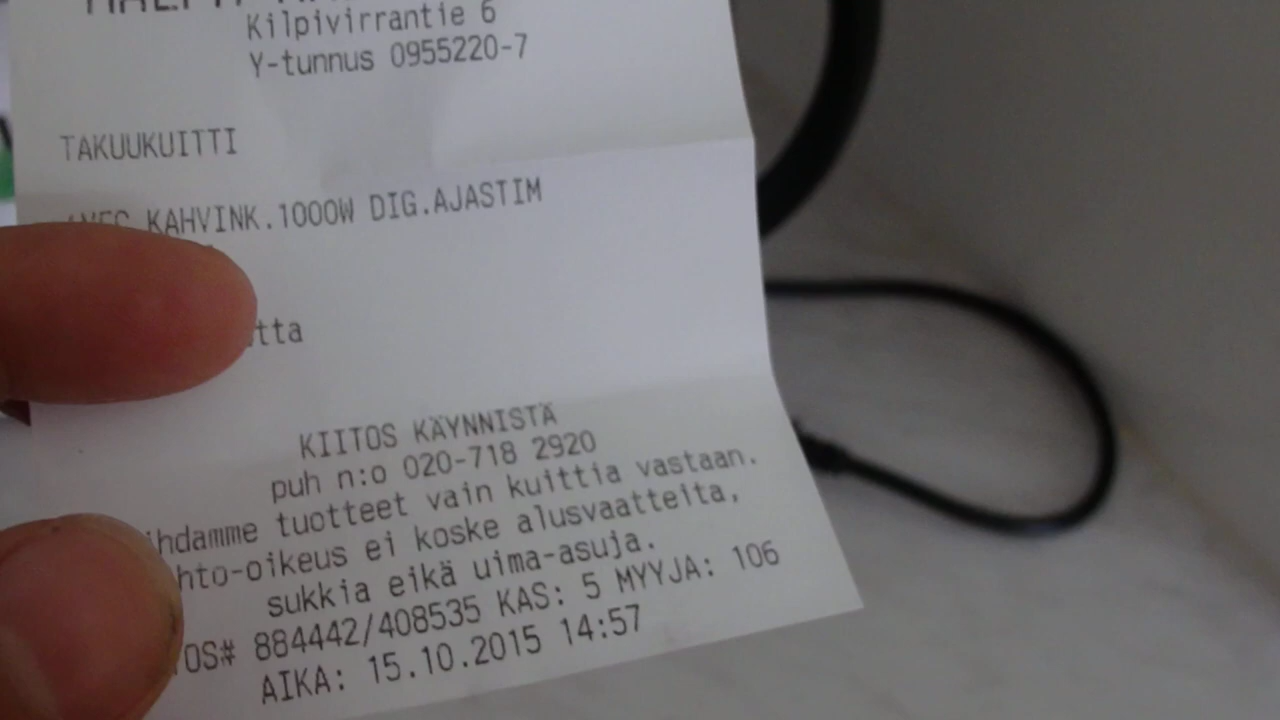 Kilpivirrantie 6
Y-tunnus 0955220-7
TAKUUKUITTI
KAHVINK.1000W DIG.AJASTIM
KIITOS KÄYNNISTÄ
puh n:o 020-718 2920
tuotteet vain kuittia vastaan.
ei koske alusvaatteita,
sukkia eikä uima-asuja.
884442/408535 KAS: 5 MYYJA: 106
AIKA: 15.10.2015 14:57